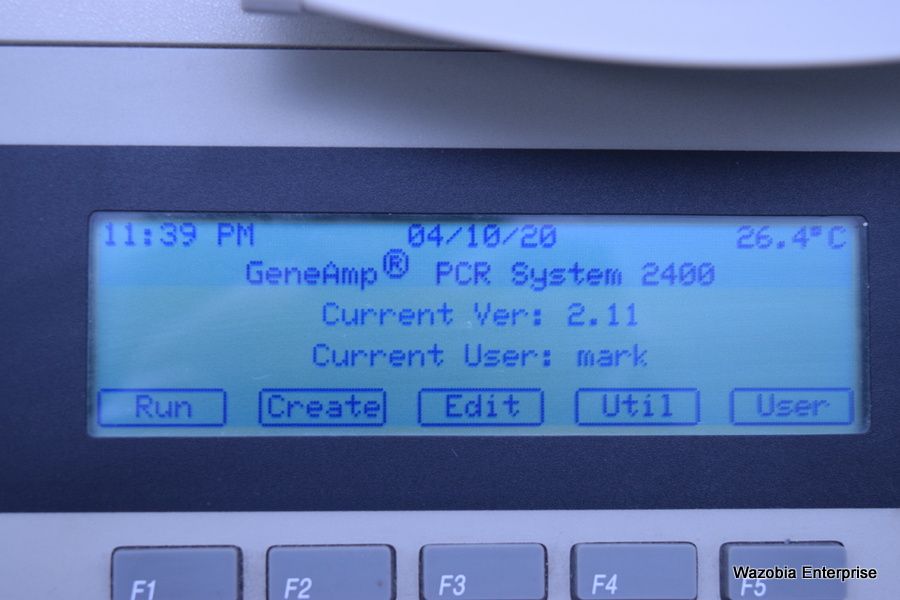 11:39 PM 04/10/20 26.4°C
GeneAmp® PCR System 2400
Current Ver: 2.11
Current User: mark
Run Create Edit Util User
F1 F2 F3 F4 F5
Wazobia Enterprise